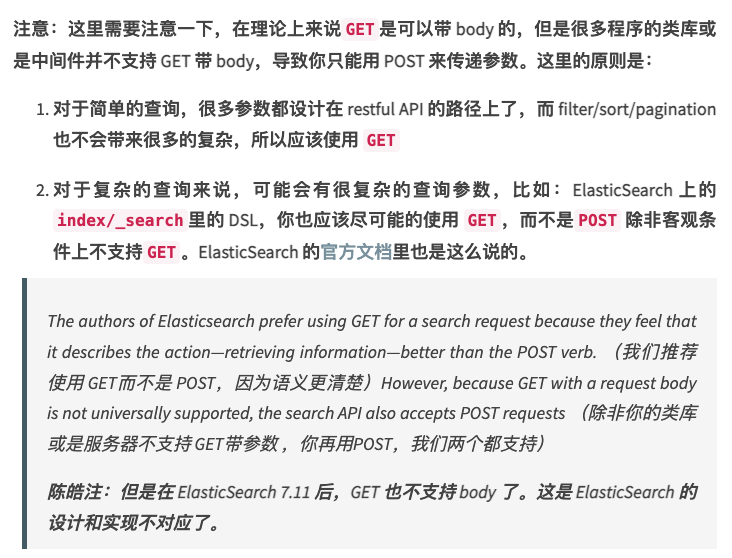 注意：这里需要注意一下，在理论上来说 GET 是可以带 body 的，但是很多程序的类库或
是中间件并不支持 GET 带 body，导致你只能用 POST 来传递参数。这里的原则是：
1. 对于简单的查询，很多参数都设计在 restful API 的路径上了，而 filter/sort/pagination
也不会带来很多的复杂，所以应该使用 GET
2. 对于复杂的查询来说，可能会有很复杂的查询参数，比如：ElasticSearch 上的
index/_search 里的 DSL，你也应该尽可能的使用 GET，而不是 POST 除非客观条
件上不支持 GET 。ElasticSearch 的官方文档里也是这么说的。
The authors of Elasticsearch prefer using GET for a search request because they feel that
it describes the action—retrieving information—better than the POST verb. （我们推荐
使用 GET而不是 POST，因为语义更清楚）However, because GET with a request body
is not universally supported, the search API also accepts POST requests （除非你的类库
或是服务器不支持 GET带参数 ，你再用POST，我们两个都支持）
陈皓注：但是在 ElasticSearch 7.11 后，GET 也不支持 body 了。这是 ElasticSearch 的
设计和实现不对应了。